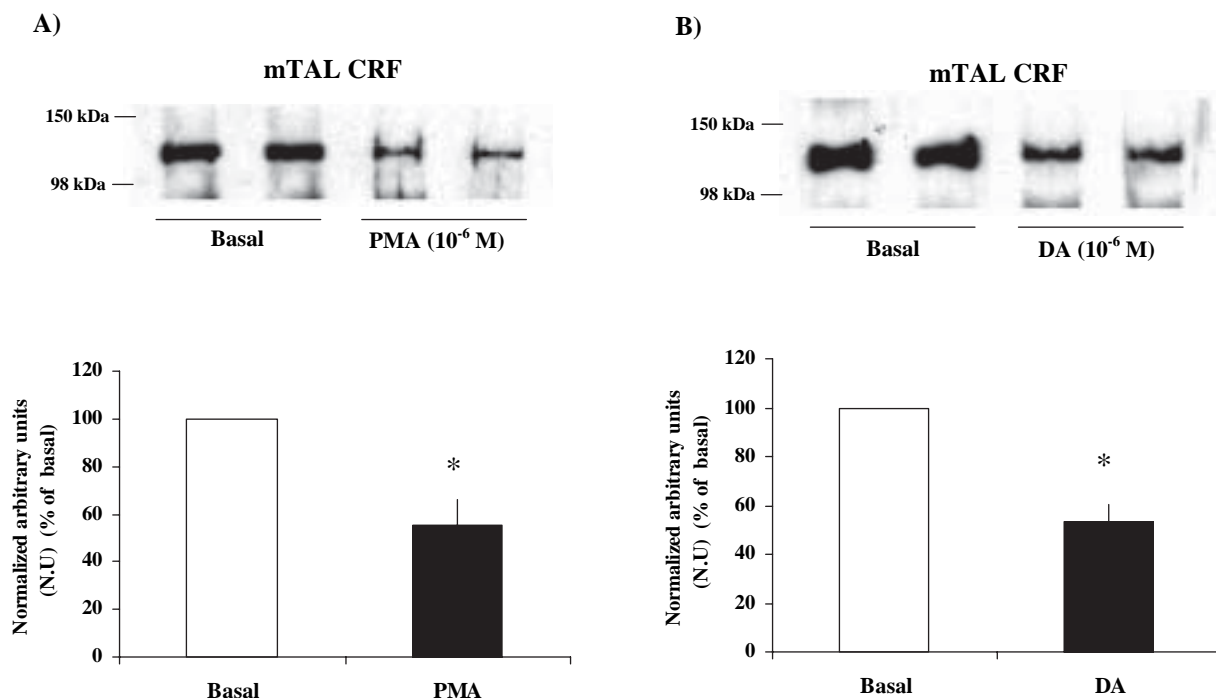 A)
mTAL CRF
150 kDa
98 kDa
Basal
PMA (10⁻⁶ M)
Normalized arbitrary units
(N.U) (% of basal)
120
100
80
60
40
20
0
*
Basal
PMA
B)
mTAL CRF
150 kDa
98 kDa
Basal
DA (10⁻⁶ M)
Normalized arbitrary units
(N.U) (% of basal)
120
100
80
60
40
20
0
*
Basal
DA